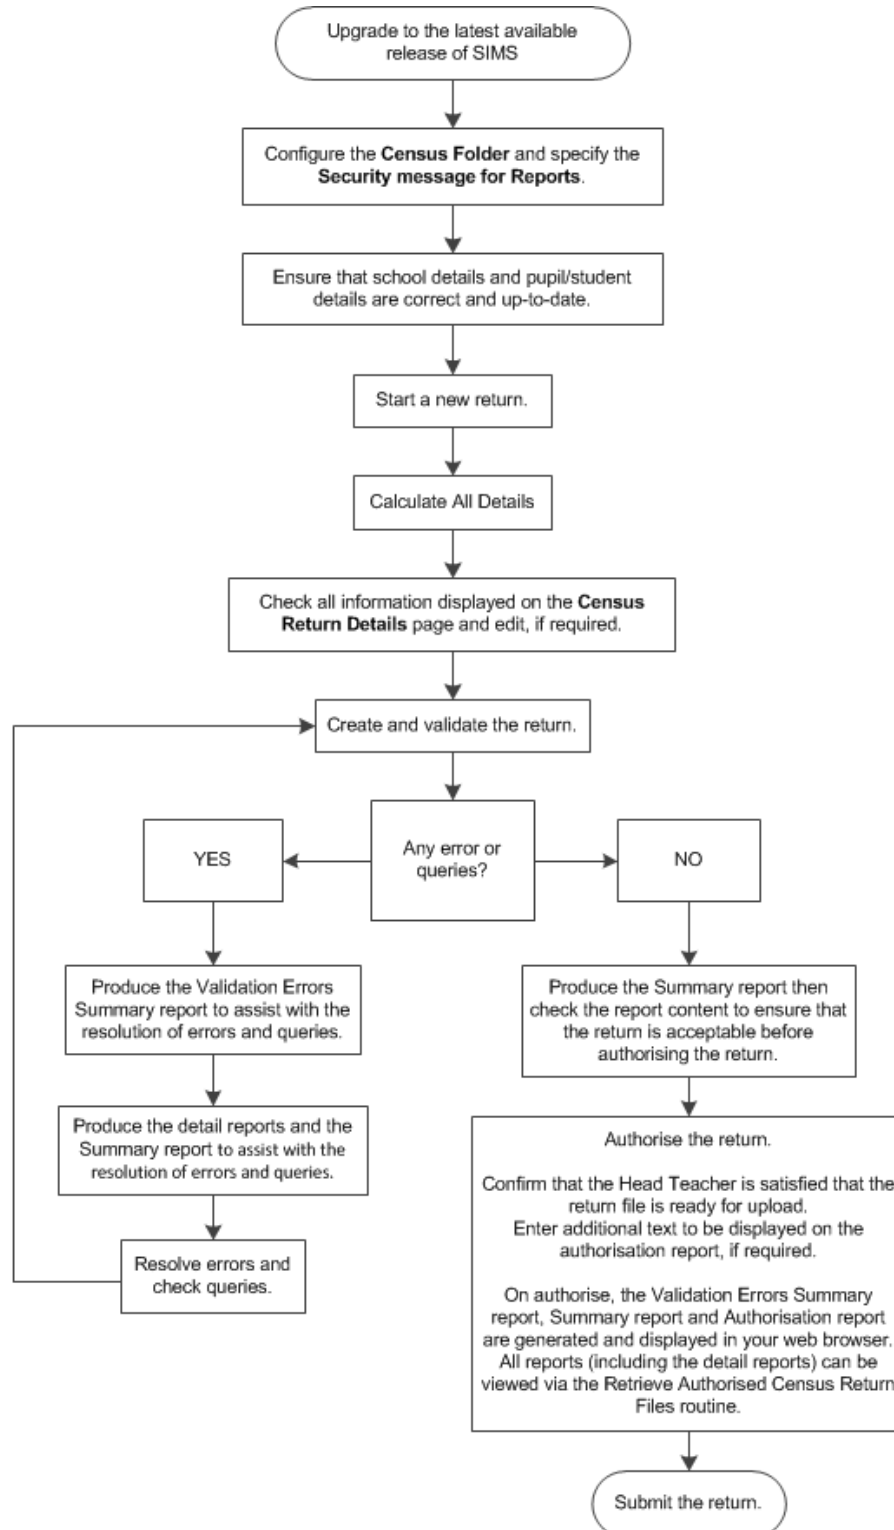 Upgrade to the latest available
release of SIMS
Configure the Census Folder and specify the
Security message for Reports.
Ensure that school details and pupil/student
details are correct and up-to-date.
Start a new return.
Calculate All Details
Check all information displayed on the Census
Return Details page and edit, if required.
Create and validate the return.
Any error or
queries?
YES
NO
Produce the Validation Errors
Summary report to assist with the
resolution of errors and queries.
Produce the detail reports and the
Summary report to assist with the
resolution of errors and queries.
Resolve errors and
check queries.
Produce the Summary report then
check the report content to ensure that
the return is acceptable before
authorising the return.
Authorise the return.
Confirm that the Head Teacher is satisfied that the
return file is ready for upload.
Enter additional text to be displayed on the
authorisation report, if required.
On authorise, the Validation Errors Summary
report, Summary report and Authorisation report
are generated and displayed in your web browser.
All reports (including the detail reports) can be
viewed via the Retrieve Authorised Census Return
Files routine.
Submit the return.